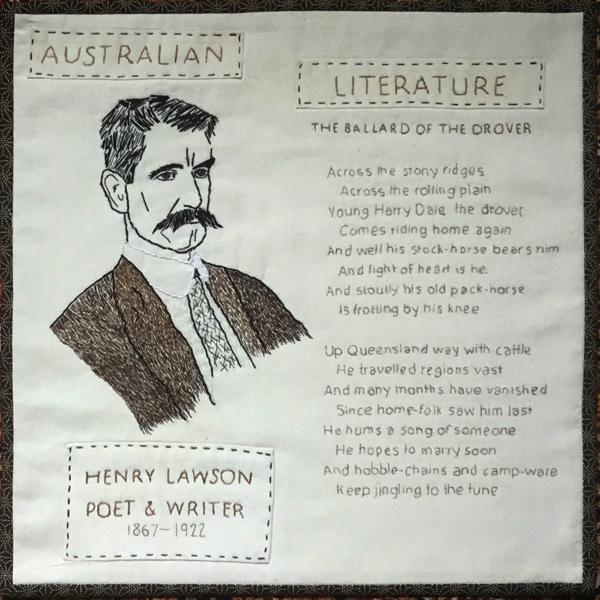 AUSTRALIAN
LITERATURE
THE BALLARD OF THE DROVER
Across the stony ridges
Across the rolling plain
Young Harry Dale, the drover
Comes riding home again
And well his stock-horse bears him
And light of heart is he.
And stoutly his old pack-horse
Is trotting by his knee
Up Queensland way with cattle
He travelled regions vast
And many months have vanished
Since home-folk saw him last
He hums a song of someone
He hopes to marry soon
And hobble-chains and camp-ware
Keep jingling to the tune
HENRY LAWSON
POET & WRITER
1867-1922